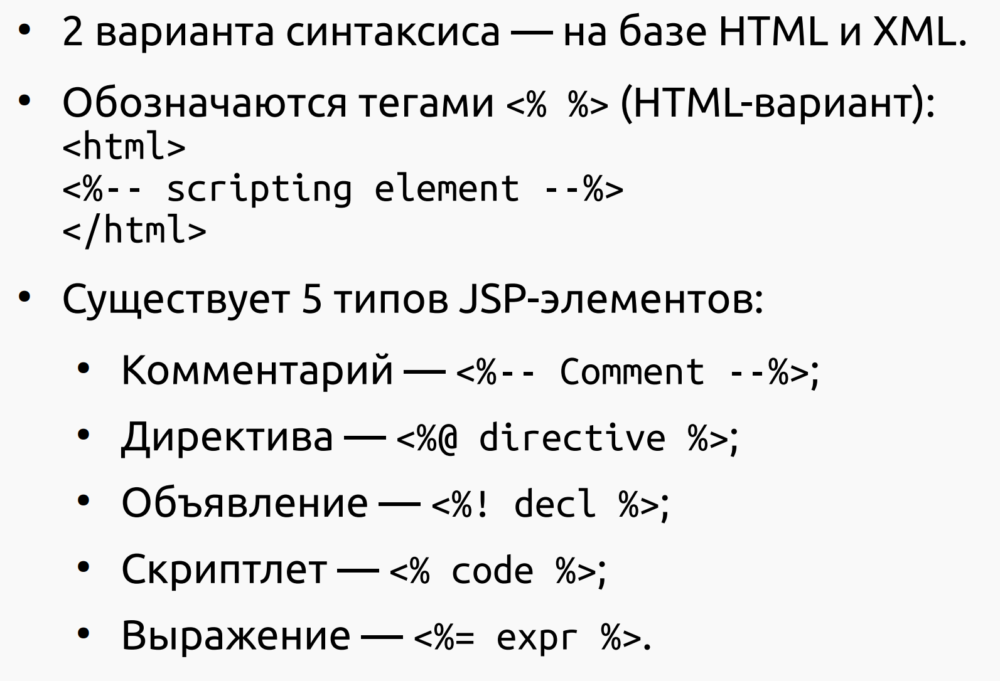 • 2 варианта синтаксиса — на базе HTML и XML.
• Обозначаются тегами <% %> (HTML-вариант):
<html>
<%-- scripting element --%>
</html>
• Существует 5 типов JSP-элементов:
• Комментарий — <%-- Comment --%>;
• Директива — <%@ directive %>;
• Объявление — <%! decl %>;
• Скриптлет — <% code %>;
• Выражение — <%= expr %>.